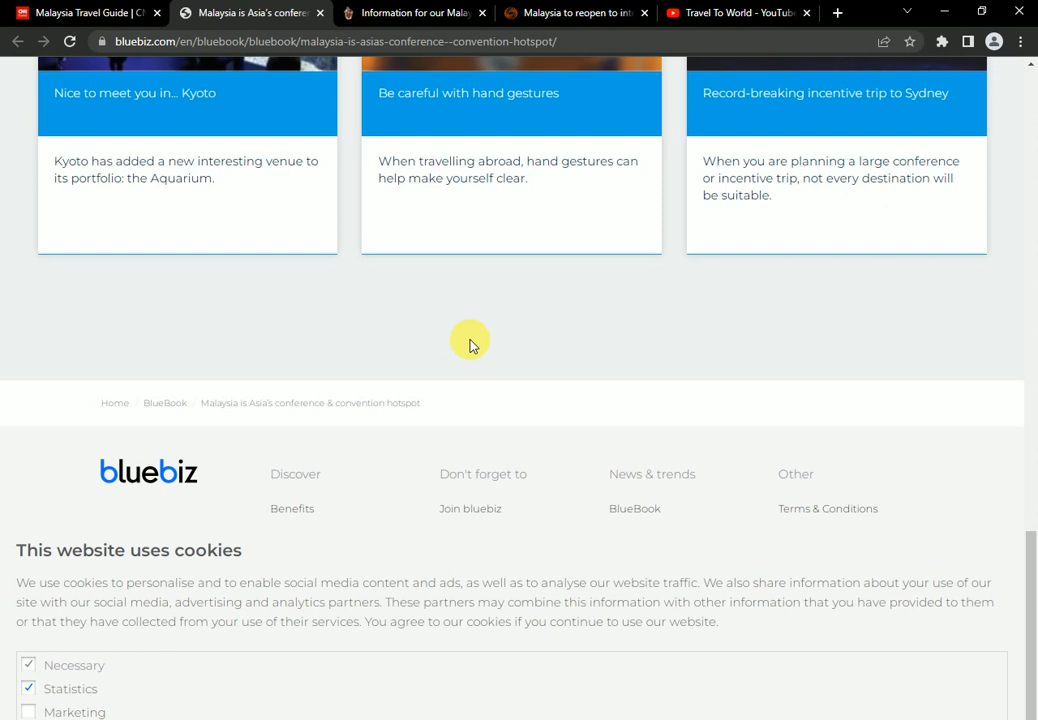 Malaysia Travel Guide | C
Malaysia is Asia's confere
Information for our Malay
Malaysia to reopen to inte
Travel To World - YouTube
bluebiz.com/en/bluebook/bluebook/malaysia-is-asias-conference--convention-hotspot/
Nice to meet you in... Kyoto
Be careful with hand gestures
Record-breaking incentive trip to Sydney
Kyoto has added a new interesting venue to
its portfolio: the Aquarium.
When travelling abroad, hand gestures can
help make yourself clear.
When you are planning a large conference
or incentive trip, not every destination will
be suitable.
Home / BlueBook / Malaysia is Asia's conference & convention hotspot
bluebiz
Discover
Don't forget to
News & trends
Other
Benefits
Join bluebiz
BlueBook
Terms & Conditions
This website uses cookies
We use cookies to personalise and to enable social media content and ads, as well as to analyse our website traffic. We also share information about your use of our
site with our social media, advertising and analytics partners. These partners may combine this information with other information that you have provided to them
or that they have collected from your use of their services. You agree to our cookies if you continue to use our website.
Necessary
Statistics
Marketing